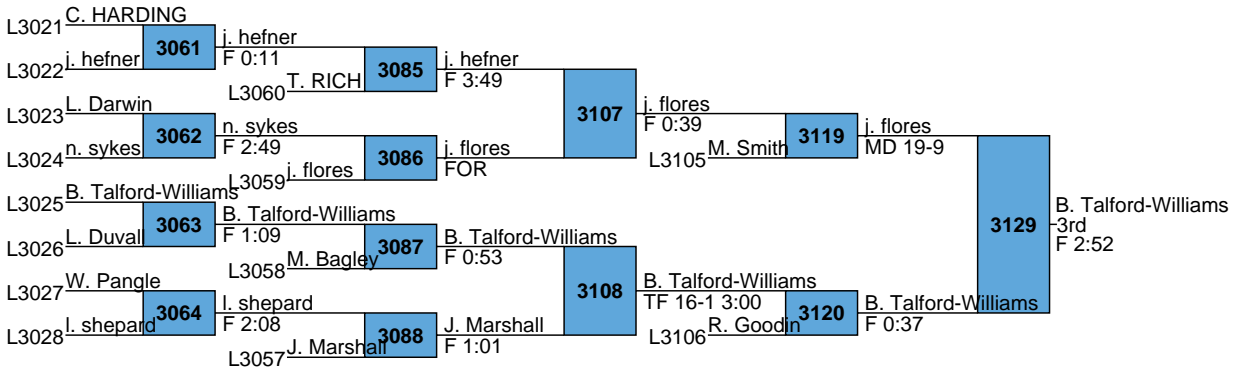 L3021 C. HARDING
3061
L3022 j. hefner
j. hefner
F 0:11
3085
L3060 T. RICH
j. hefner
F 3:49
L3023 L. Darwin
3062
L3024 n. sykes
n. sykes
F 2:49
3086
L3059 j. flores
j. flores
FOR
3107
j. flores
F 0:39
3119
L3105 M. Smith
j. flores
MD 19-9
L3025 B. Talford-Williams
3063
L3026 L. Duvall
B. Talford-Williams
F 1:09
3087
L3058 M. Bagley
B. Talford-Williams
F 0:53
L3027 W. Pangle
3064
L3028 l. shepard
l. shepard
F 2:08
3088
L3057 J. Marshall
J. Marshall
F 1:01
3108
B. Talford-Williams
TF 16-1 3:00
3120
L3106 R. Goodin
B. Talford-Williams
F 0:37
3129
B. Talford-Williams
3rd
F 2:52